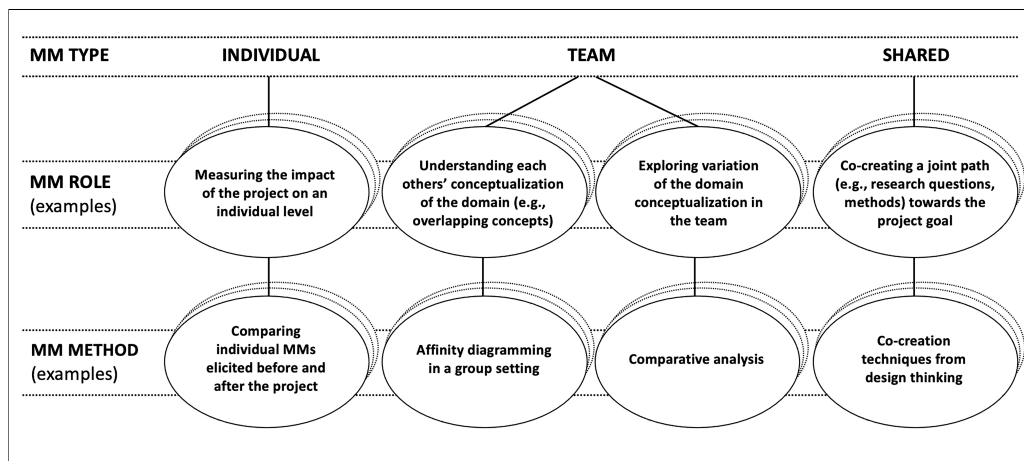 MM TYPE
INDIVIDUAL
TEAM
SHARED
MM ROLE
(examples)
Measuring the impact
of the project on an
individual level
Understanding each
others’ conceptualization
of the domain (e.g.,
overlapping concepts)
Exploring variation
of the domain
conceptualization in
the team
Co-creating a joint path
(e.g., research questions,
methods) towards the
project goal
MM METHOD
(examples)
Comparing
individual MMs
elicited before and
after the project
Affinity diagramming
in a group setting
Comparative analysis
Co-creation
techniques from
design thinking